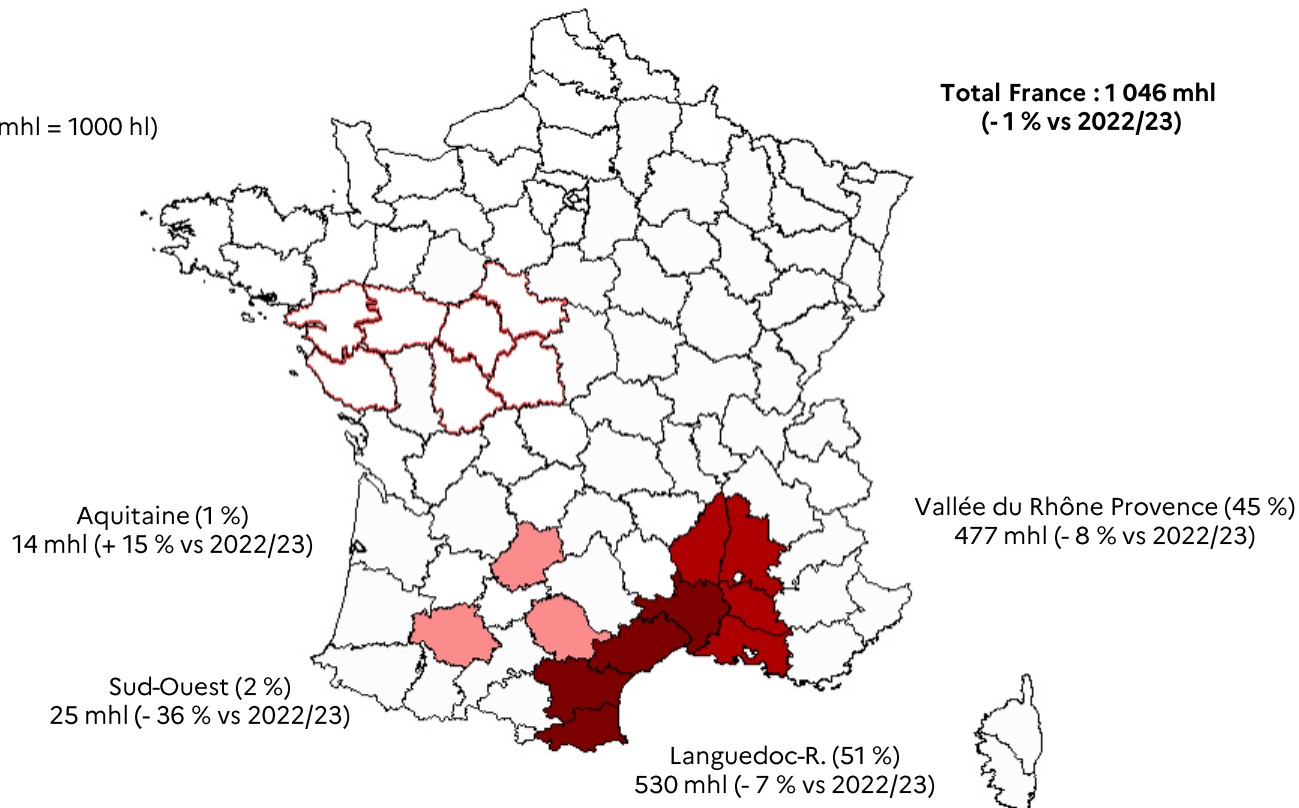 Total France : 1 046 mhl
(- 1 % vs 2022/23)
mhl = 1000 hl)
Aquitaine (1 %)
14 mhl (+ 15 % vs 2022/23)
Vallée du Rhône Provence (45 %)
477 mhl (- 8 % vs 2022/23)
Sud-Ouest (2 %)
25 mhl (- 36 % vs 2022/23)
Languedoc-R. (51 %)
530 mhl (- 7 % vs 2022/23)